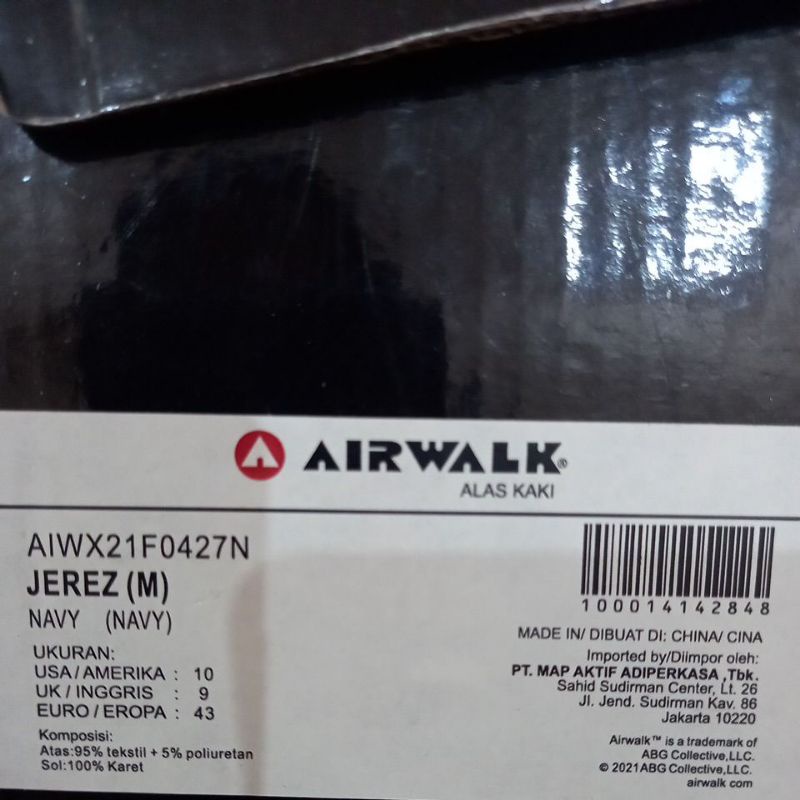 AIRWALK®
ALAS KAKI
AIWX21F0427N
JEREZ (M)
NAVY (NAVY)
UKURAN:
USA/AMERIKA : 10
UK / INGGRIS : 9
EURO/EROPA : 43
Komposisi:
Atas:95% tekstil + 5% poliuretan
Sol:100% Karet
100014142848
MADE IN/ DIBUAT DI: CHINA/ CINA
Imported by/Diimpor oleh:
PT. MAP AKTIF ADIPERKASA ,Tbk.
Sahid Sudirman Center, Lt. 26
Jl. Jend. Sudirman Kav. 86
Jakarta 10220
Airwalk™ is a trademark of
ABG Collective,LLC.
© 2021 ABG Collective,LLC.
airwalk com